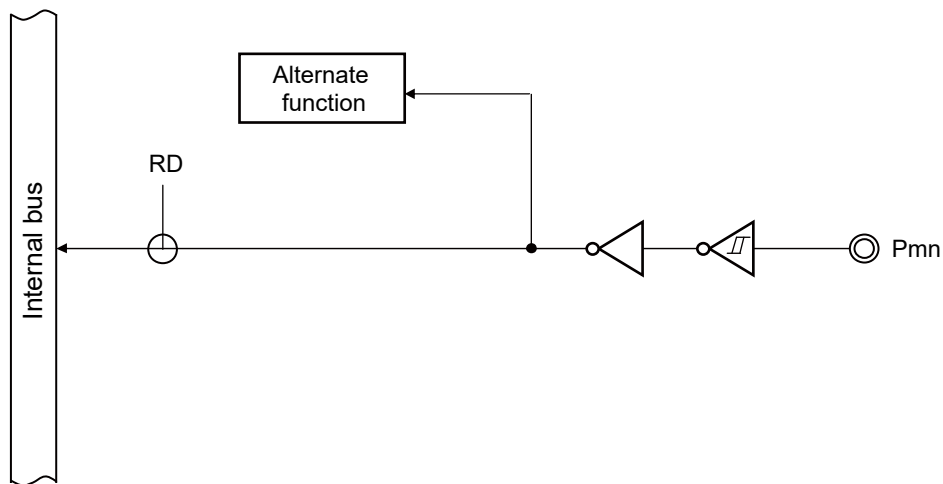 Alternate
function
RD
Internal bus
Pmn